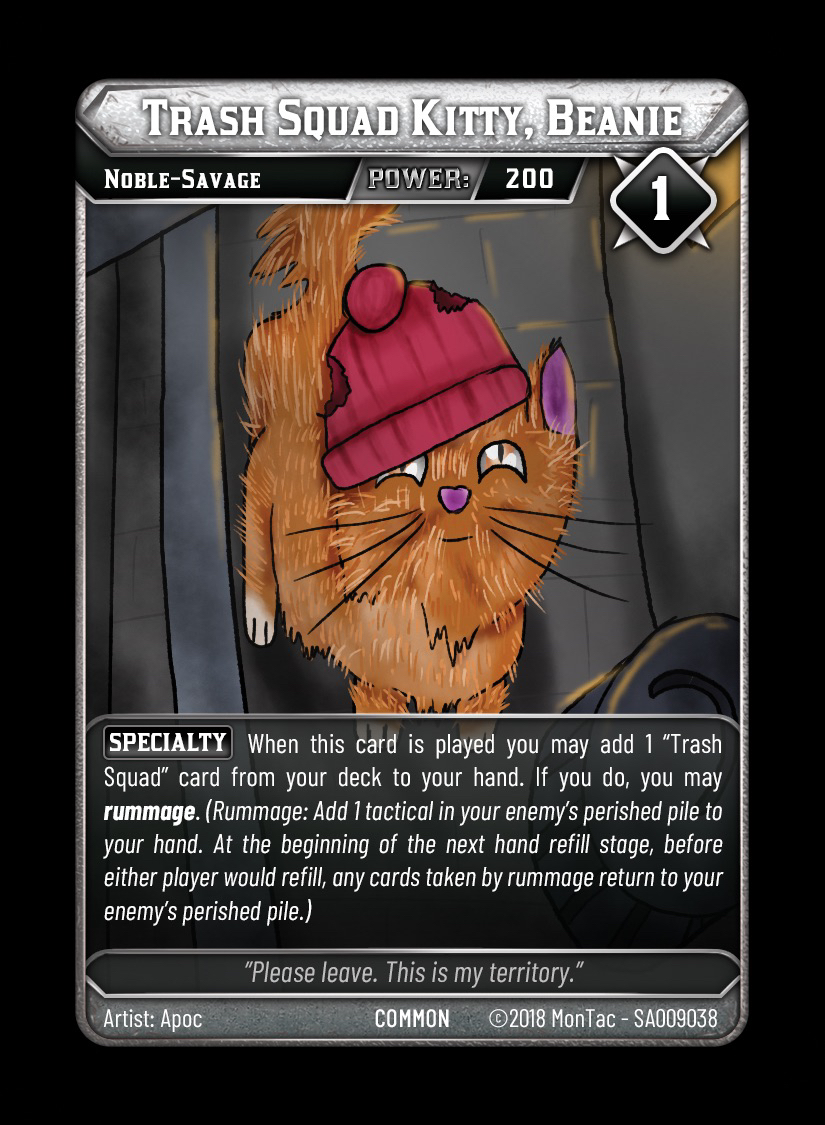 Trash Squad Kitty, Beanie
Noble-Savage POWER: 200
1
SPECIALTY When this card is played you may add 1 “Trash
Squad” card from your deck to your hand. If you do, you may
rummage. (Rummage: Add 1 tactical in your enemy’s perished pile to
your hand. At the beginning of the next hand refill stage, before
either player would refill, any cards taken by rummage return to your
enemy’s perished pile.)
“Please leave. This is my territory.”
Artist: Apoc COMMON ©2018 MonTac - SA009038